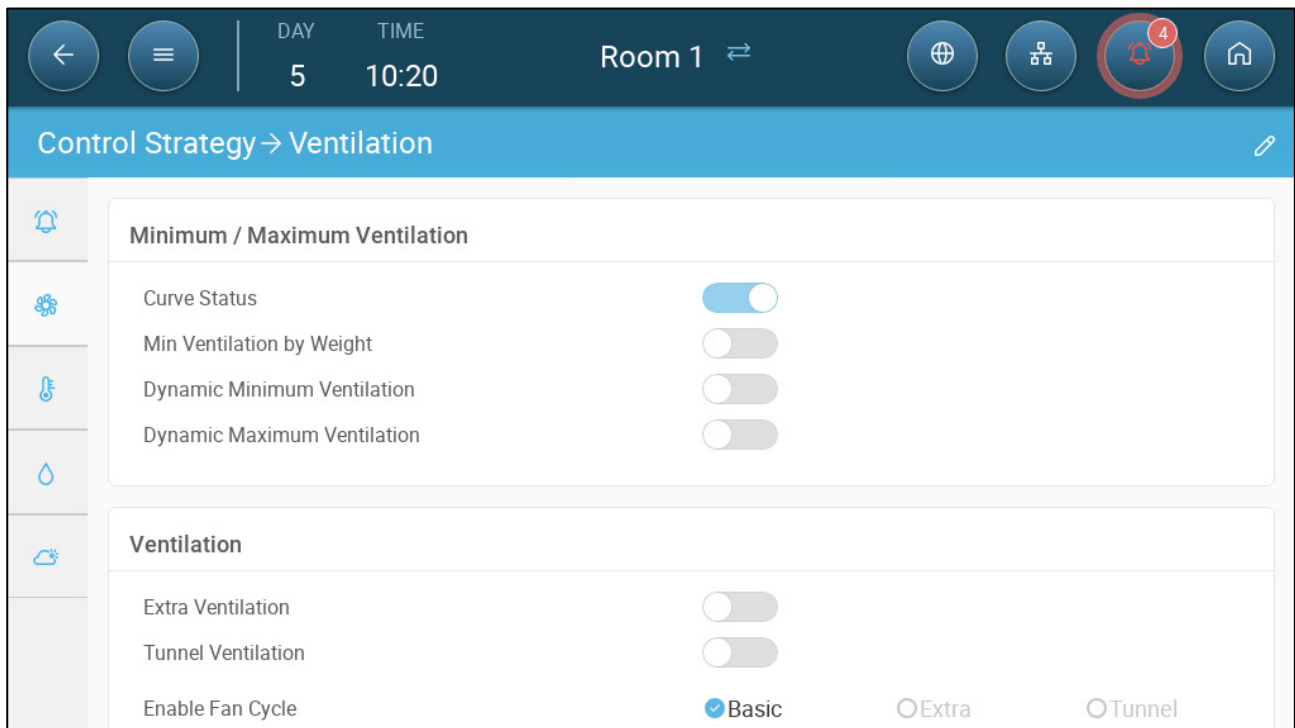 DAY TIME
5 10:20
Room 1
4
Control Strategy → Ventilation
Minimum / Maximum Ventilation
Curve Status
Min Ventilation by Weight
Dynamic Minimum Ventilation
Dynamic Maximum Ventilation
Ventilation
Extra Ventilation
Tunnel Ventilation
Enable Fan Cycle Basic Extra Tunnel